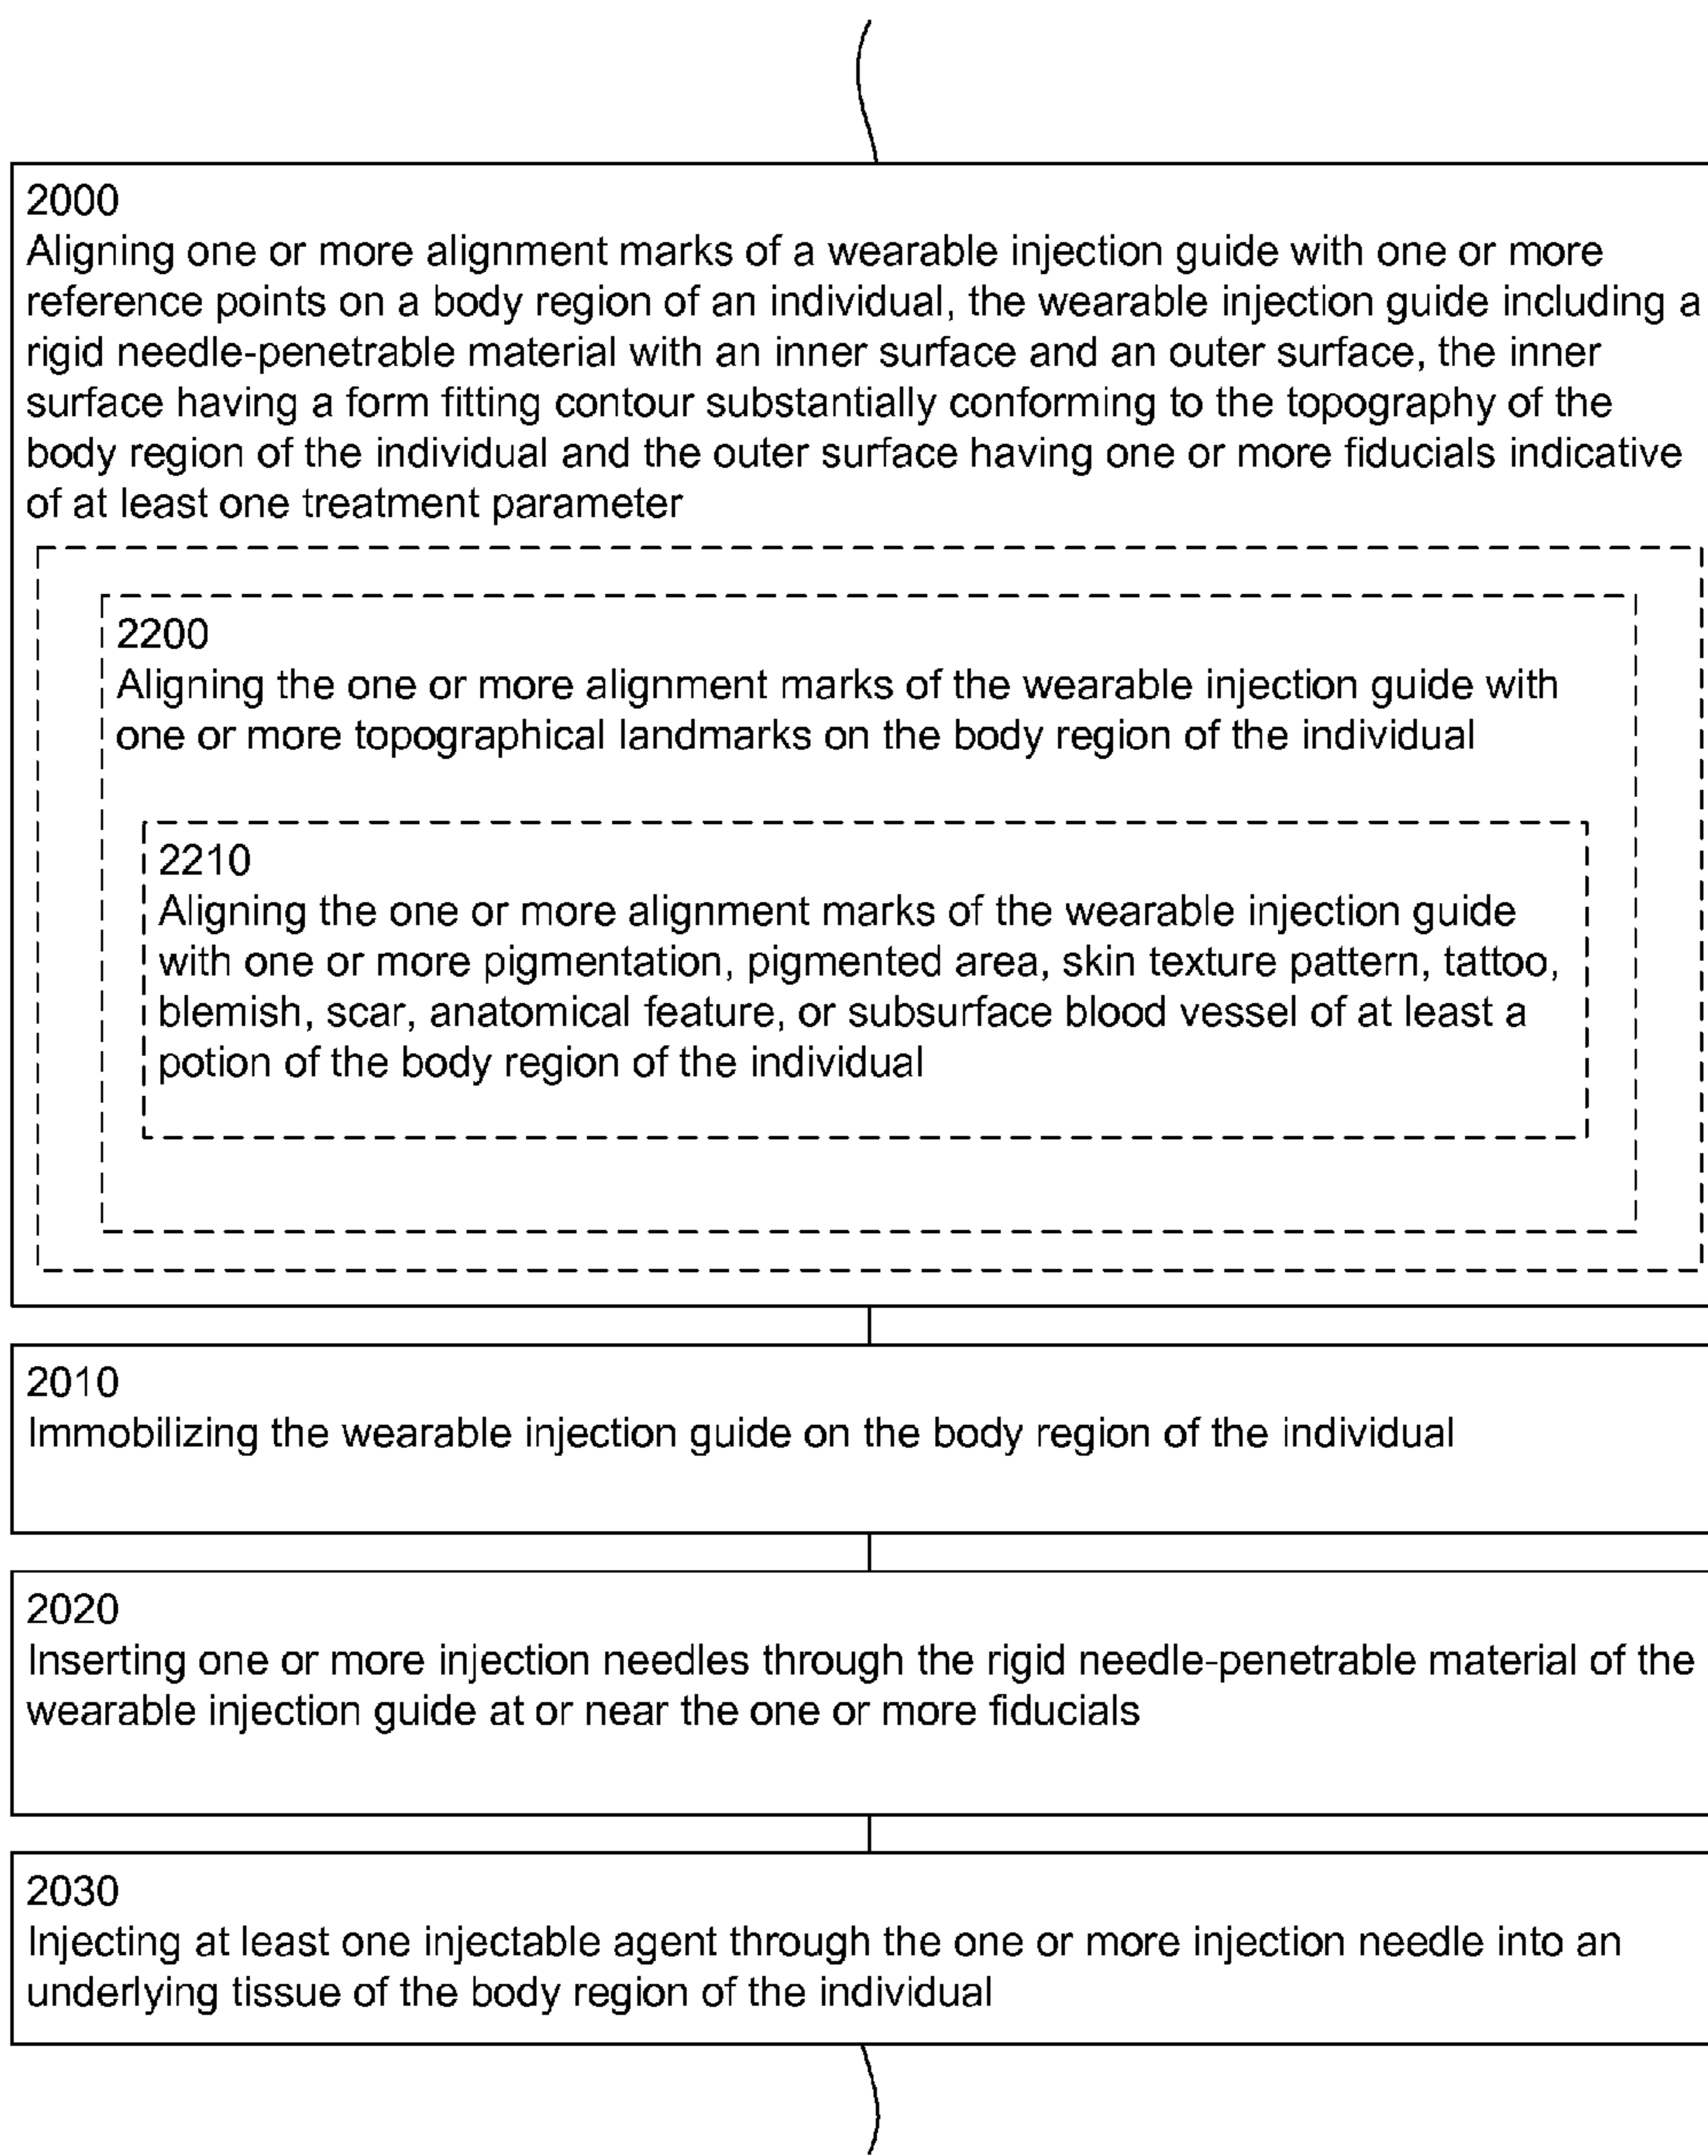 2000
Aligning one or more alignment marks of a wearable injection guide with one or more
reference points on a body region of an individual, the wearable injection guide including a
rigid needle-penetrable material with an inner surface and an outer surface, the inner
surface having a form fitting contour substantially conforming to the topography of the
body region of the individual and the outer surface having one or more fiducials indicative
of at least one treatment parameter
2200
Aligning the one or more alignment marks of the wearable injection guide with
one or more topographical landmarks on the body region of the individual
2210
Aligning the one or more alignment marks of the wearable injection guide
with one or more pigmentation, pigmented area, skin texture pattern, tattoo,
blemish, scar, anatomical feature, or subsurface blood vessel of at least a
potion of the body region of the individual
2010
Immobilizing the wearable injection guide on the body region of the individual
2020
Inserting one or more injection needles through the rigid needle-penetrable material of the
wearable injection guide at or near the one or more fiducials
2030
Injecting at least one injectable agent through the one or more injection needle into an
underlying tissue of the body region of the individual